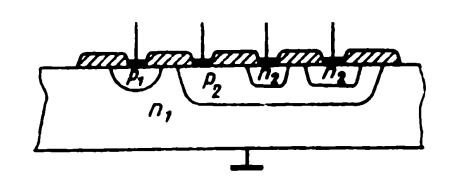 p₁ p₂ n₂ n₂
n₁